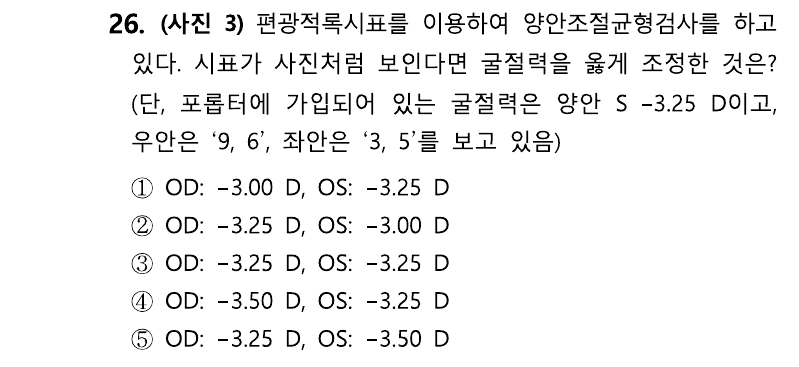 26. (사진 3) 편광적록시표를 이용하여 양안조절균형검사를 하고
있다. 시표가 사진처럼 보인다면 굴절력을 옳게 조정한 것은?
(단, 포롭터에 가입되어 있는 굴절력은 양안 S –3.25 D이고,
우안은 ‘9, 6’, 좌안은 ‘3, 5’를 보고 있음)
① OD: –3.00 D, OS: –3.25 D
② OD: –3.25 D, OS: –3.00 D
③ OD: –3.25 D, OS: –3.25 D
④ OD: –3.50 D, OS: –3.25 D
⑤ OD: –3.25 D, OS: –3.50 D